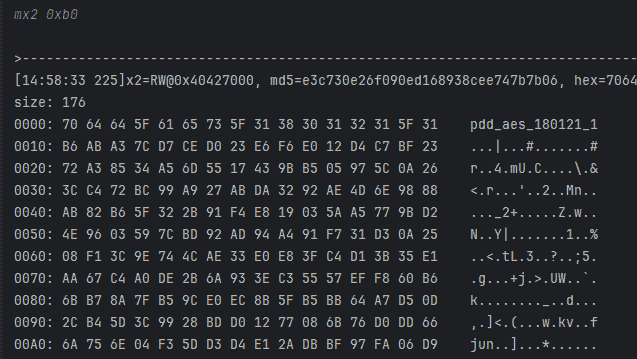 mx2 0xb0
>-----------------------------------------------------------------------------
[14:58:33 225]x2=RW@0x40427000, md5=e3c730e26f090ed168938cee747b7b06, hex=7064
size: 176
0000: 70 64 64 5F 61 65 73 5F 31 38 30 31 32 31 5F 31    pdd_aes_180121_1
0010: B6 AB A3 7C D7 CE D0 23 E6 F6 E0 12 D4 C7 BF 23    ...|...#.......#
0020: 72 A3 85 34 A5 6D 55 17 43 9B B5 05 97 5C 0A 26    r..4.mU.C....\.&
0030: 3C C4 72 BC 99 A9 27 AB DA 32 92 AE 4D 6E 98 88    <.r...'..2..Mn..
0040: AB 82 B6 5F 32 2B 91 F4 E8 19 03 5A A5 77 9B D2    ..._2+.....Z.w..
0050: 4E 96 03 59 7C BD 92 AD 94 A4 91 F7 31 D3 0A 25    N..Y|.......1..%
0060: 08 F1 3C 9E 74 4C AE 33 E0 E8 3F C4 D1 3B 35 E1    ..<.tL.3..?..;5.
0070: AA 67 C4 A0 DE 2B 6A 93 3E C3 55 57 EF F8 60 B6    .g...+j.>.UW..`.
0080: 6B B7 8A 7F B5 9C E0 EC 8B 5F B5 BB 64 A7 D5 0D    k........_..d...
0090: 2C B4 5D 3C 99 28 BD D0 12 77 08 6B 76 D0 DD 66    ,.]<.(...w.kv..f
00A0: 6A 75 6E 04 F3 5D D3 D4 E1 2A DB BF 97 FA 06 D9    jun..]...*......